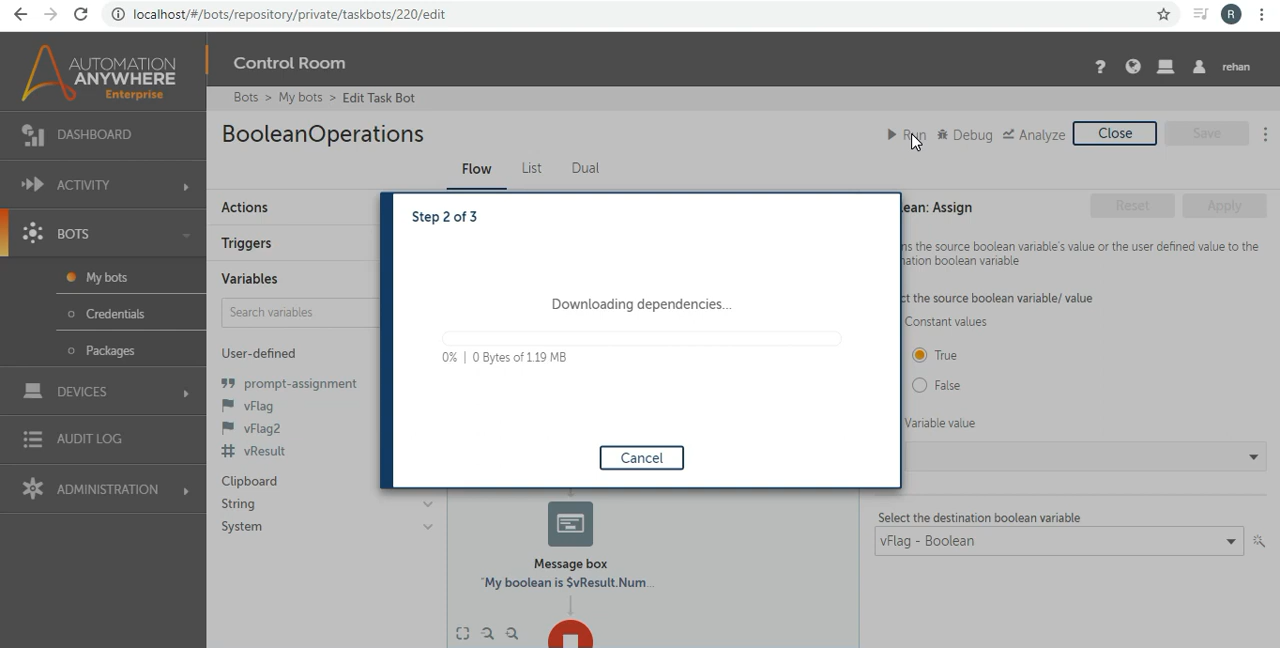 localhost/#/bots/repository/private/taskbots/220/edit
R
AUTOMATION
ANYWHERE
Enterprise
Control Room
rehan
Bots > My bots > Edit Task Bot
DASHBOARD
ACTIVITY
BOTS
My bots
Credentials
Packages
DEVICES
AUDIT LOG
ADMINISTRATION
BooleanOperations
Run
Debug
Analyze
Close
Save
Flow
List
Dual
Actions
Triggers
Variables
Search variables
User-defined
prompt-assignment
vFlag
vFlag2
vResult
Clipboard
String
System
Step 2 of 3
Downloading dependencies...
0% | 0 Bytes of 1.19 MB
Cancel
Message box
"My boolean is $vResult.Num...
ean: Assign
Reset
Apply
ns the source boolean variable's value or the user defined value to the
nation boolean variable
ct the source boolean variable/ value
Constant values
True
False
Variable value
Select the destination boolean variable
vFlag - Boolean